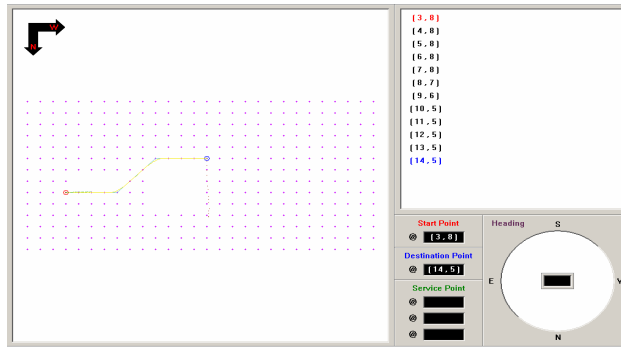 W
N
(3,8)
(4,8)
(5,8)
(6,8)
(7,8)
(8,7)
(9,6)
(10,5)
(11,5)
(12,5)
(13,5)
(14,5)
Start Point
@ (3,8)
Destination Point
@ (14,5)
Service Point
@
@
@
Heading
S
E
Y
N